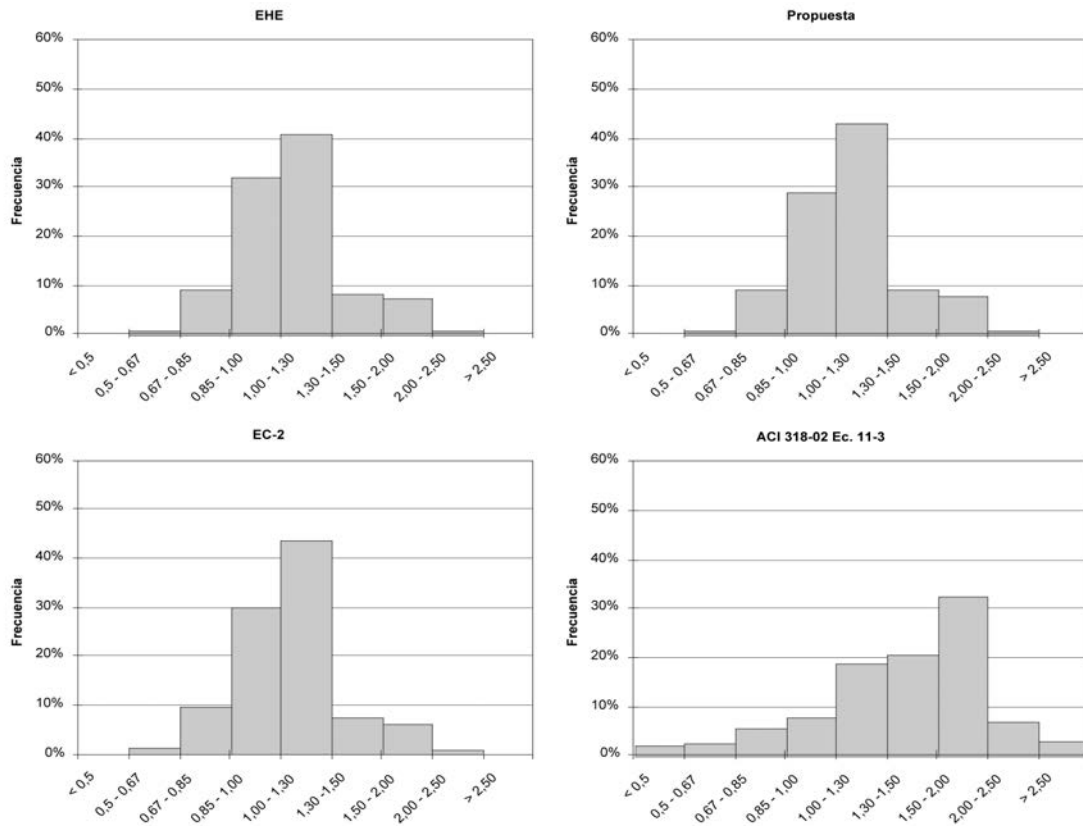 EHE
60%
50%
40%
30%
20%
10%
0%
Frecuencia
< 0,5
0,5 - 0,67
0,67 - 0,85
0,85 - 1,00
1,00 - 1,30
1,30 -1,50
1,50 - 2,00
2,00 - 2,50
> 2,50
Propuesta
60%
50%
40%
30%
20%
10%
0%
Frecuencia
< 0,5
0,5 - 0,67
0,67 - 0,85
0,85 - 1,00
1,00 - 1,30
1,30 -1,50
1,50 - 2,00
2,00 - 2,50
> 2,50
EC-2
60%
50%
40%
30%
20%
10%
0%
Frecuencia
< 0,5
0,5 - 0,67
0,67 - 0,85
0,85 - 1,00
1,00 - 1,30
1,30 -1,50
1,50 - 2,00
2,00 - 2,50
> 2,50
ACI 318-02 Ec. 11-3
60%
50%
40%
30%
20%
10%
0%
Frecuencia
< 0,5
0,5 - 0,67
0,67 - 0,85
0,85 - 1,00
1,00 - 1,30
1,30 -1,50
1,50 - 2,00
2,00 - 2,50
> 2,50